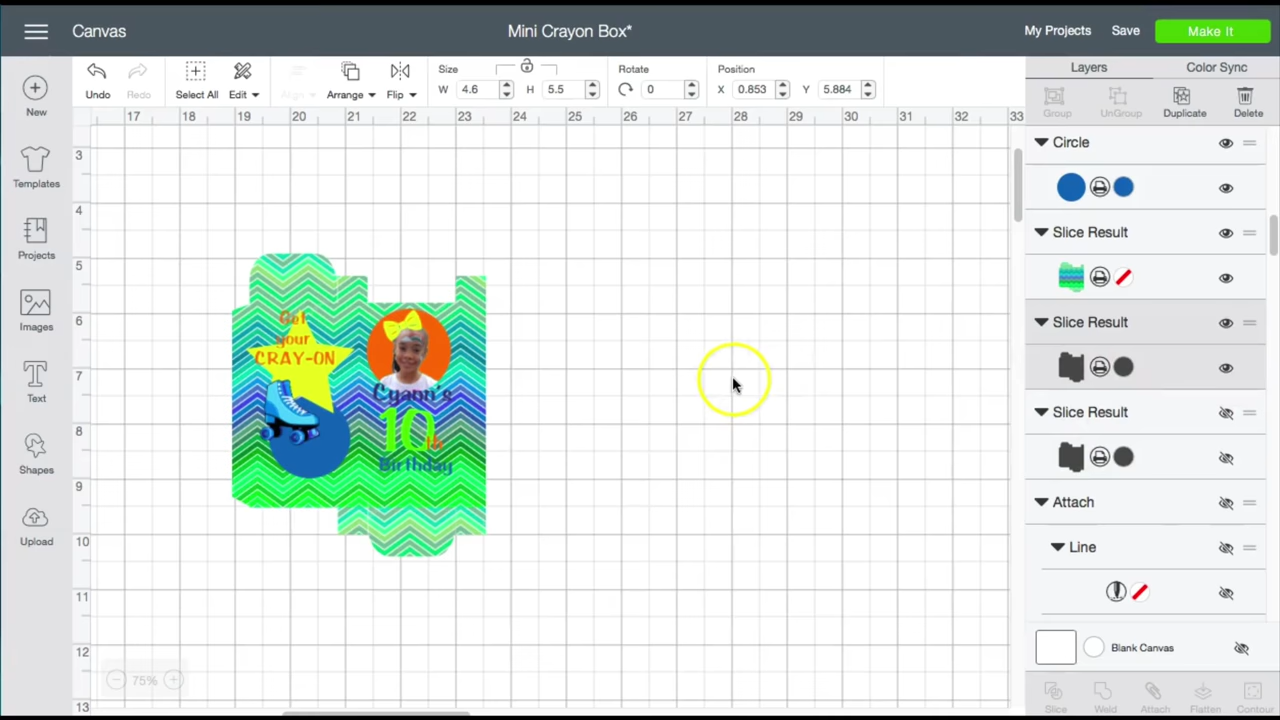 Canvas
Mini Crayon Box*
My Projects
Save
Make It
New
Templates
Projects
Images
Text
Shapes
Upload
Undo
Redo
Select All
Edit
Align
Arrange
Flip
Size
W 4.6
H 5.5
Rotate
0
Position
X 0.853
Y 5.884
17 18 19 20 21 22 23 24 25 26 27 28 29 30 31 32 33
3
4
5
6
7
8
9
10
11
12
13
Get
your
CRAY-ON
Cyann's
10th
Birthday
75%
Layers
Color Sync
Group
UnGroup
Duplicate
Delete
Circle
Slice Result
Slice Result
Slice Result
Attach
Line
Blank Canvas
Slice
Weld
Attach
Flatten
Contour